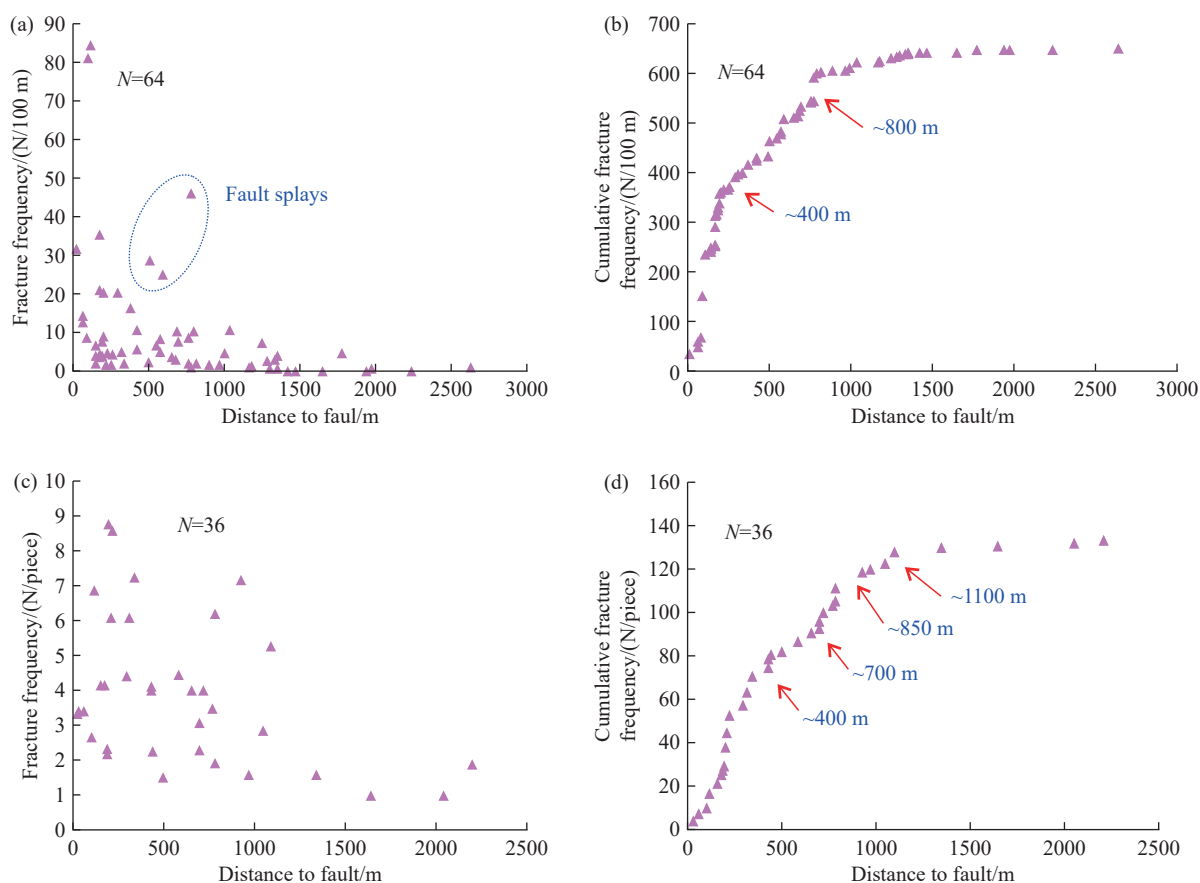 (a)
Fracture frequency/(N/100 m)
90
80
70
60
50
40
30
20
10
0
N=64
Fault splays
0 500 1000 1500 2000 2500 3000
Distance to faul/m
(b)
Cumulative fracture
frequency/(N/100 m)
700
600
500
400
300
200
100
0
N=64
~800 m
~400 m
0 500 1000 1500 2000 2500 3000
Distance to fault/m
(c)
Fracture frequency/(N/piece)
10
9
8
7
6
5
4
3
2
1
0
N=36
0 500 1000 1500 2000 2500
Distance to fault/m
(d)
Cumulative fracture
frequency/(N/piece)
160
140
120
100
80
60
40
20
0
N=36
~1100 m
~850 m
~700 m
~400 m
0 500 1000 1500 2000 2500
Distance to fault/m